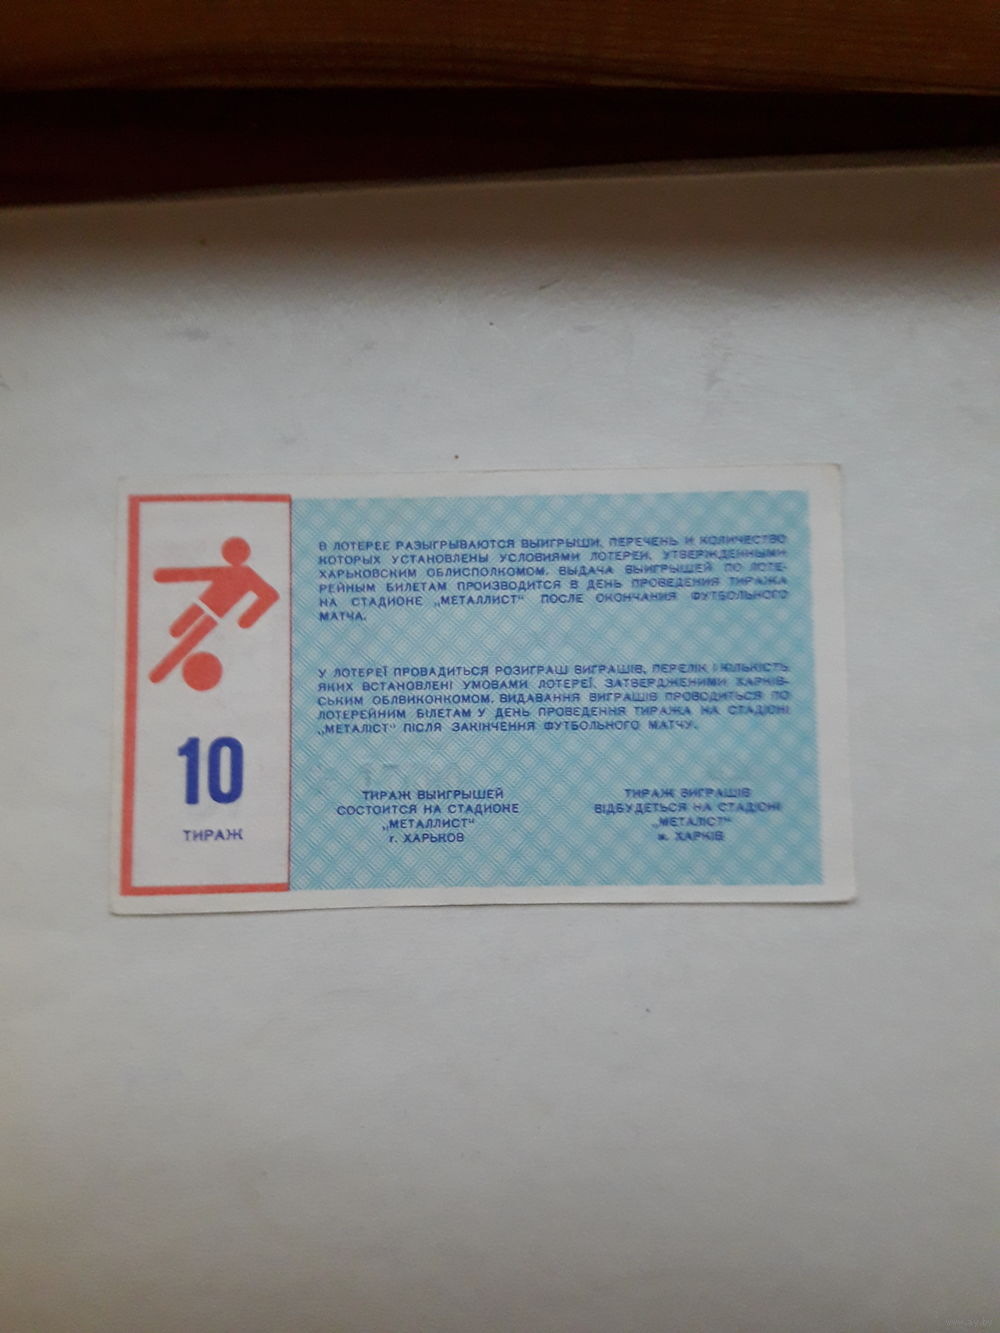 В ЛОТЕРЕЕ РАЗЫГРЫВАЮТСЯ ВЫИГРЫШИ, ПЕРЕЧЕНЬ И КОЛИЧЕСТВО
КОТОРЫХ УСТАНОВЛЕНЫ УСЛОВИЯМИ ЛОТЕРЕИ, УТВЕРЖДЕННЫМИ
ХАРЬКОВСКИМ ОБЛИСПОЛКОМОМ. ВЫДАЧА ВЫИГРЫШЕЙ ПО ЛОТЕ-
РЕЙНЫМ БИЛЕТАМ ПРОИЗВОДИТСЯ В ДЕНЬ ПРОВЕДЕНИЯ ТИРАЖА
НА СТАДИОНЕ „МЕТАЛЛИСТ“ ПОСЛЕ ОКОНЧАНИЯ ФУТБОЛЬНОГО
МАТЧА.
У ЛОТЕРЕЇ ПРОВАДИТЬСЯ РОЗИГРАШ ВИГРАШІВ, ПЕРЕЛІК І КІЛЬКІСТЬ
ЯКИХ ВСТАНОВЛЕНІ УМОВАМИ ЛОТЕРЕЇ, ЗАТВЕРДЖЕНИМИ ХАРКІВ-
СЬКИМ ОБЛВИКОНКОМОМ. ВИДАВАННЯ ВИГРАШІВ ПРОВОДИТЬСЯ ПО
ЛОТЕРЕЙНИМ БІЛЕТАМ У ДЕНЬ ПРОВЕДЕННЯ ТИРАЖА НА СТАДІОНІ
„МЕТАЛІСТ“ ПІСЛЯ ЗАКІНЧЕННЯ ФУТБОЛЬНОГО МАТЧУ.
10
ТИРАЖ
ТИРАЖ ВЫИГРЫШЕЙ
СОСТОИТСЯ НА СТАДИОНЕ
„МЕТАЛЛИСТ“
г. ХАРЬКОВ
ТИРАЖ ВИГРАШІВ
ВІДБУДЕТЬСЯ НА СТАДІОНІ
„МЕТАЛІСТ“
м. ХАРКІВ
www.ay.by